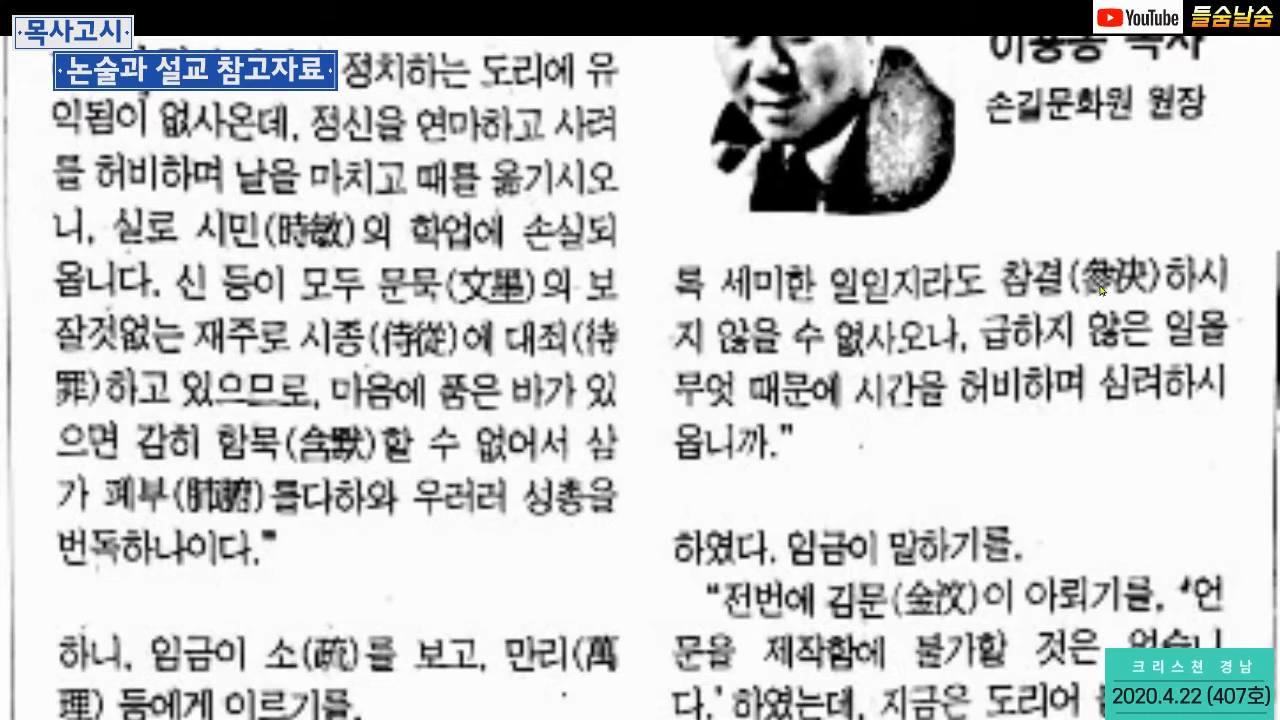 목사고시
논술과 설교 참고자료
YouTube
들숨날숨
정치하는 도리에 유
익됨이 없사온데, 정신을 연마하고 사려
를 허비하며 날을 마치고 때를 옮기시오
니, 실로 시민(時敏)의 학업에 손실되
옵니다. 신 등이 모두 문묵(文墨)의 보
잘것없는 재주로 시종(侍從)에 대죄(待
罪)하고 있으므로, 마음에 품은 바가 있
으면 감히 함묵(含默)할 수 없어서 삼
가 폐부(肺腑)를다하와 우러러 성총을
번독하나이다."
하니, 임금이 소(疏)를 보고, 만리(萬
理) 등에게 이르기를,
이용송 목사
손길문화원 원장
록 세미한 일인지라도 참결(參決)하시
지 않을 수 없사오나, 급하지 않은 일을
무엇 때문에 시간을 허비하며 심려하시
옵니까."
하였다. 임금이 말하기를,
"전번에 김문(金汶)이 아뢰기를, '언
문을 제작함에 불가할 것은 없습니
다.' 하였는데, 지금은 도리어
크리스천 경남
2020.4.22 (407호)